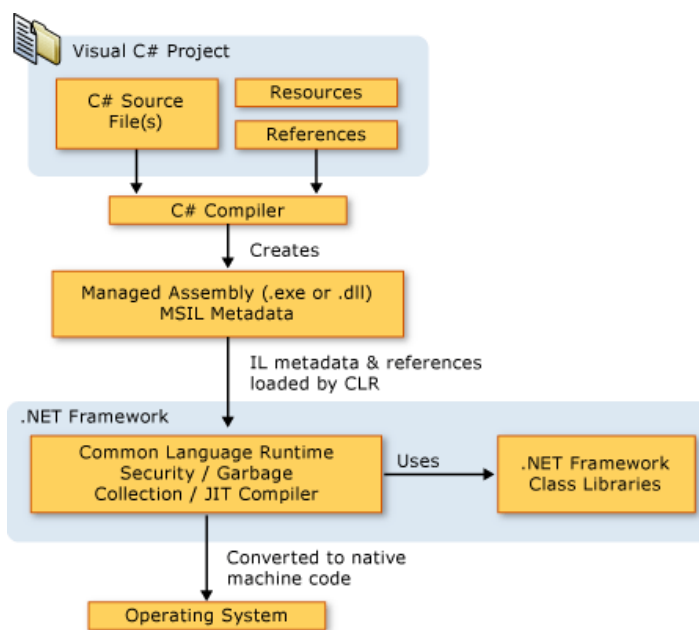 Visual C# Project
C# Source
File(s)
Resources
References
C# Compiler
Creates
Managed Assembly (.exe or .dll)
MSIL Metadata
IL metadata & references
loaded by CLR
.NET Framework
Common Language Runtime
Security / Garbage
Collection / JIT Compiler
Uses
.NET Framework
Class Libraries
Converted to native
machine code
Operating System